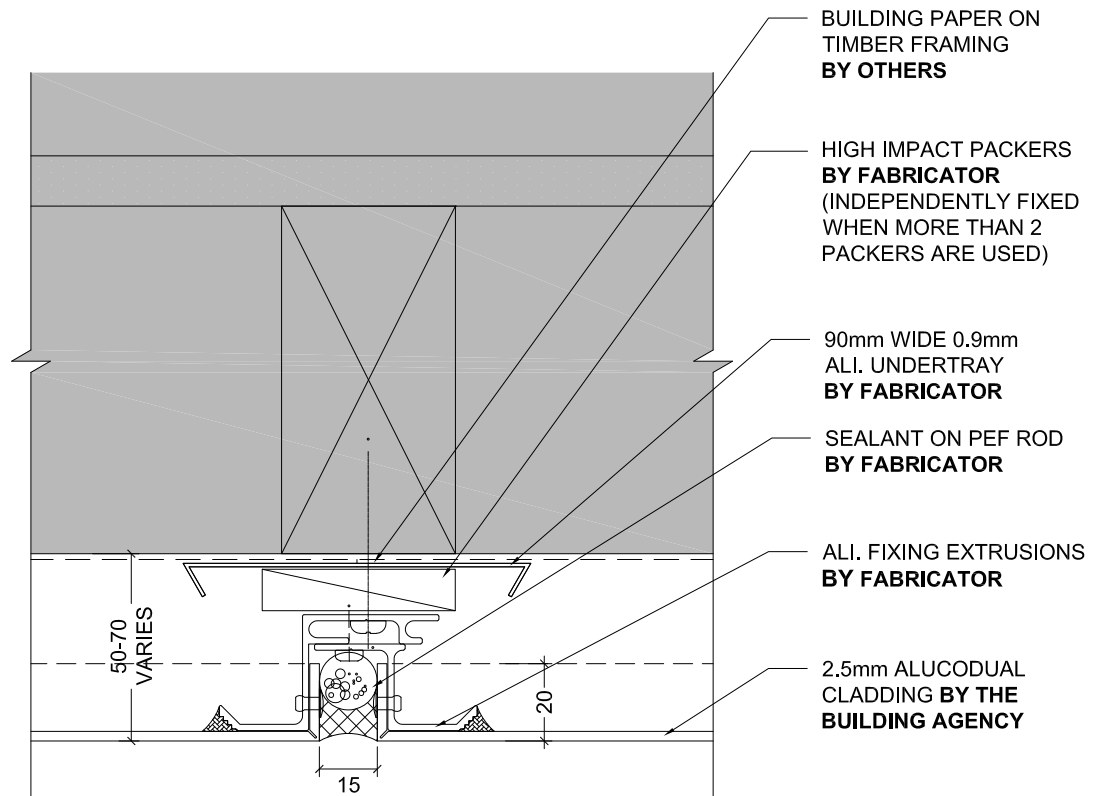 BUILDING PAPER ON
TIMBER FRAMING
BY OTHERS
HIGH IMPACT PACKERS
BY FABRICATOR
(INDEPENDENTLY FIXED
WHEN MORE THAN 2
PACKERS ARE USED)
90mm WIDE 0.9mm
ALI. UNDERTRAY
BY FABRICATOR
SEALANT ON PEF ROD
BY FABRICATOR
ALI. FIXING EXTRUSIONS
BY FABRICATOR
2.5mm ALUCODUAL
CLADDING BY THE
BUILDING AGENCY
50-70
VARIES
20
15